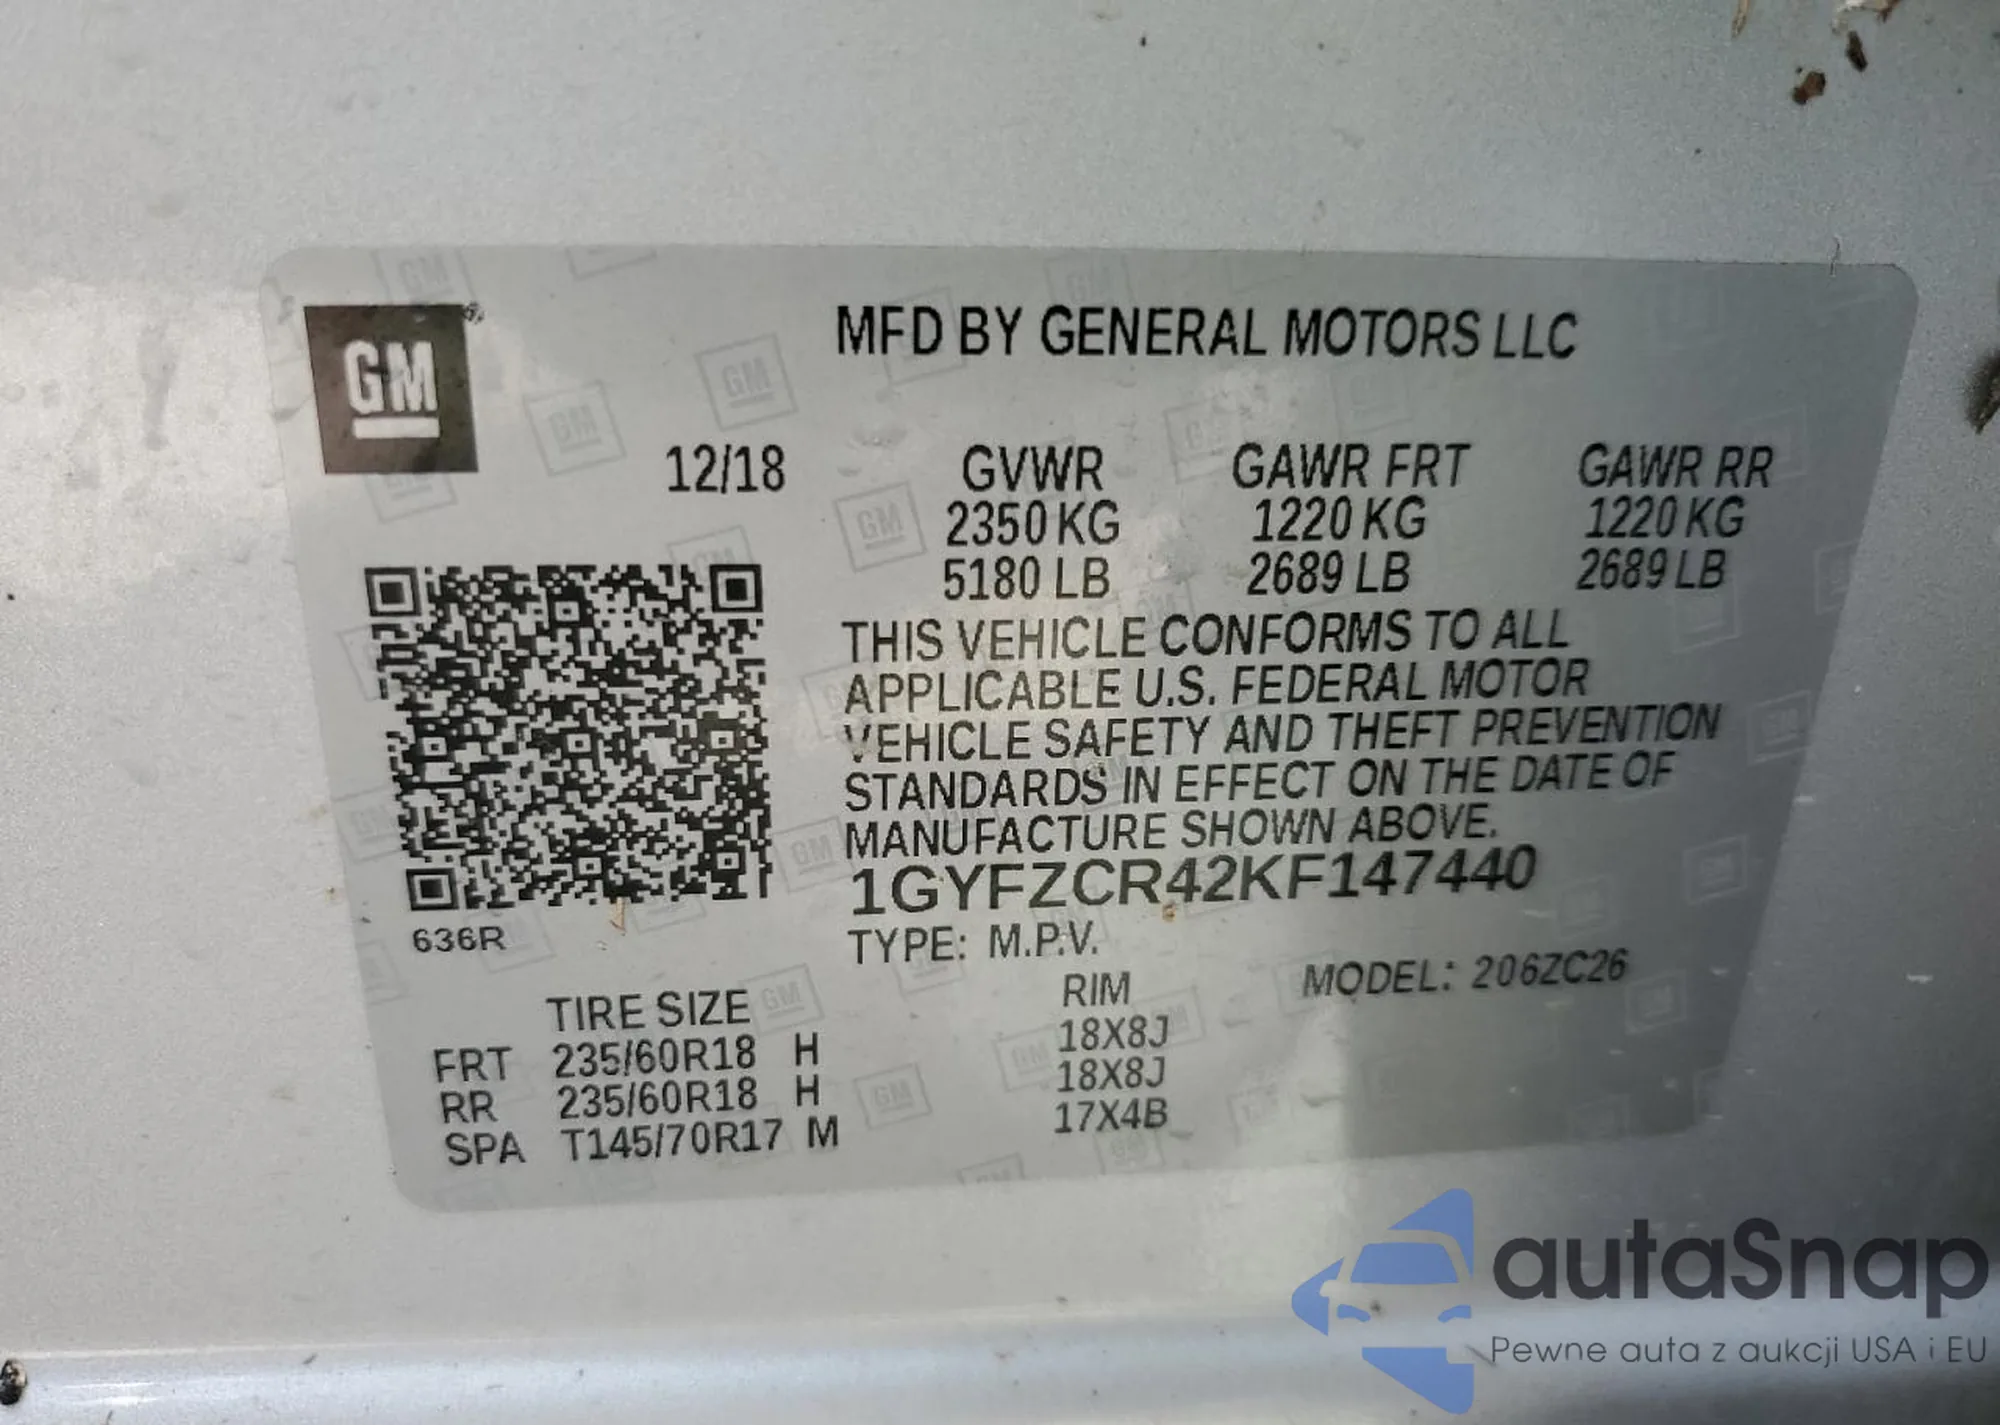 GM
MFD BY GENERAL MOTORS LLC
12/18 GVWR GAWR FRT GAWR RR
2350 KG 1220 KG 1220 KG
5180 LB 2689 LB 2689 LB
THIS VEHICLE CONFORMS TO ALL
APPLICABLE U.S. FEDERAL MOTOR
VEHICLE SAFETY AND THEFT PREVENTION
STANDARDS IN EFFECT ON THE DATE OF
MANUFACTURE SHOWN ABOVE.
1GYFZCR42KF147440
636R
TYPE: M.P.V. MODEL: 206ZC26
TIRE SIZE RIM
FRT 235/60R18 H 18X8J
RR 235/60R18 H 18X8J
SPA T145/70R17 M 17X4B
autaSnap
Pewne auta z aukcji USA i EU